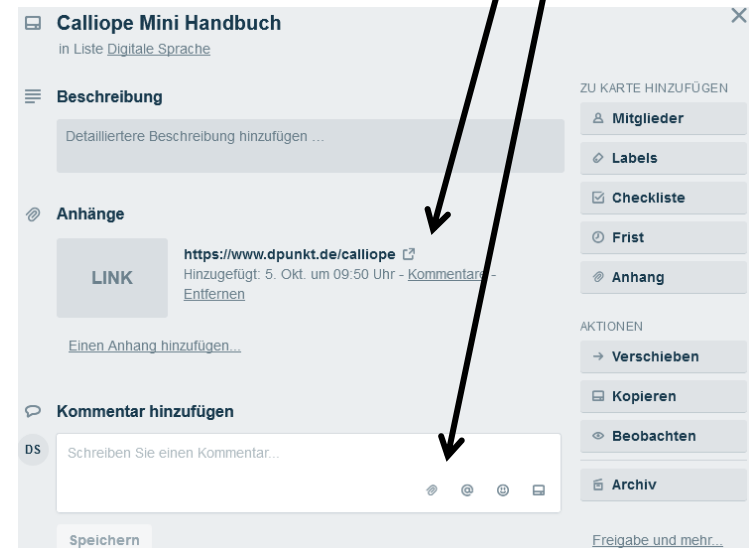 Calliope Mini Handbuch
in Liste Digitale Sprache
Beschreibung
Detailliertere Beschreibung hinzufügen ...
Anhänge
LINK
https://www.dpunkt.de/calliope
Hinzugefügt: 5. Okt. um 09:50 Uhr - Kommentare -
Entfernen
Einen Anhang hinzufügen...
Kommentar hinzufügen
DS
Schreiben Sie einen Kommentar...
@
Speichern
ZU KARTE HINZUFÜGEN
Mitglieder
Labels
Checkliste
Frist
Anhang
AKTIONEN
Verschieben
Kopieren
Beobachten
Archiv
Freigabe und mehr...